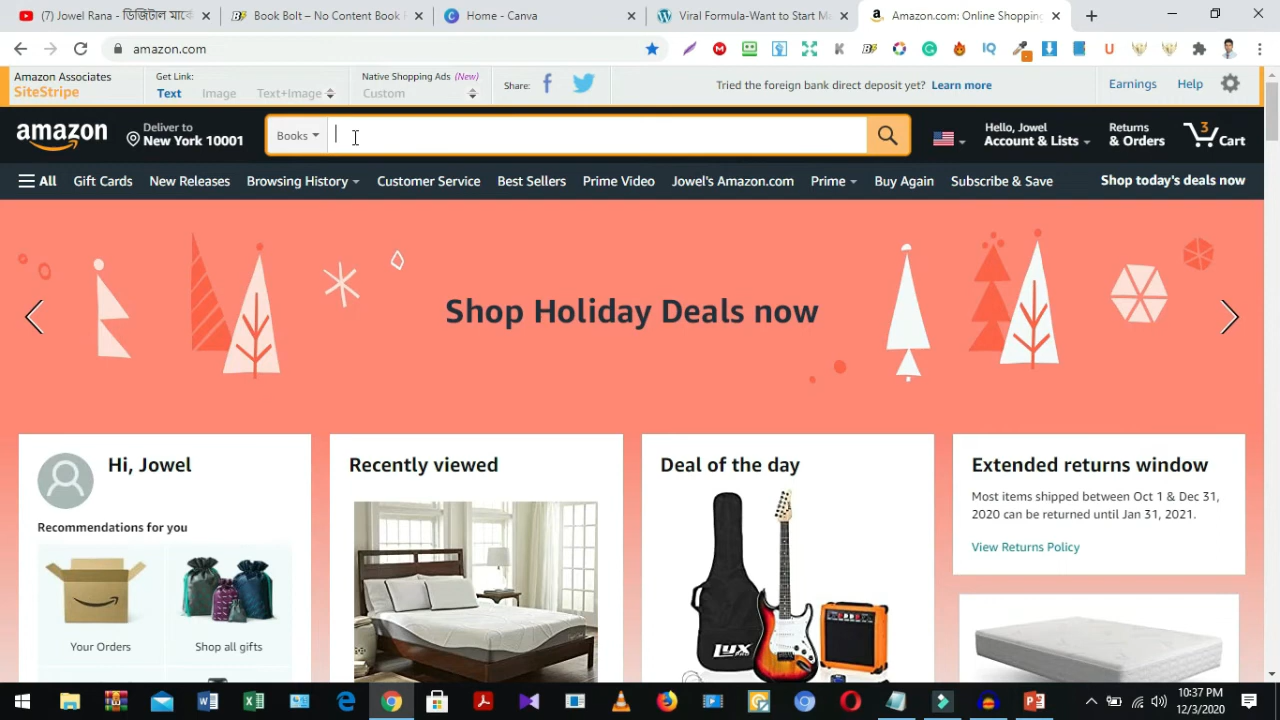 (7) Jowel Rana - ডিজিটাল মার্কে
Book Bolt – No Content Book
Home - Canva
Viral Formula-Want to Start M
Amazon.com: Online Shopping
amazon.com
Amazon Associates
SiteStripe
Get Link:
Text
Image
Text+Image
Native Shopping Ads (New)
Custom
Share:
Tried the foreign bank direct deposit yet? Learn more
Earnings
Help
amazon
Deliver to
New York 10001
Books
Hello, Jowel
Account & Lists
Returns
& Orders
3
Cart
All
Gift Cards
New Releases
Browsing History
Customer Service
Best Sellers
Prime Video
Jowel's Amazon.com
Prime
Buy Again
Subscribe & Save
Shop today's deals now
Shop Holiday Deals now
Hi, Jowel
Recommendations for you
Your Orders
Shop all gifts
Recently viewed
Deal of the day
LUX
Extended returns window
Most items shipped between Oct 1 & Dec 31,
2020 can be returned until Jan 31, 2021.
View Returns Policy
10:37 PM
12/3/2020